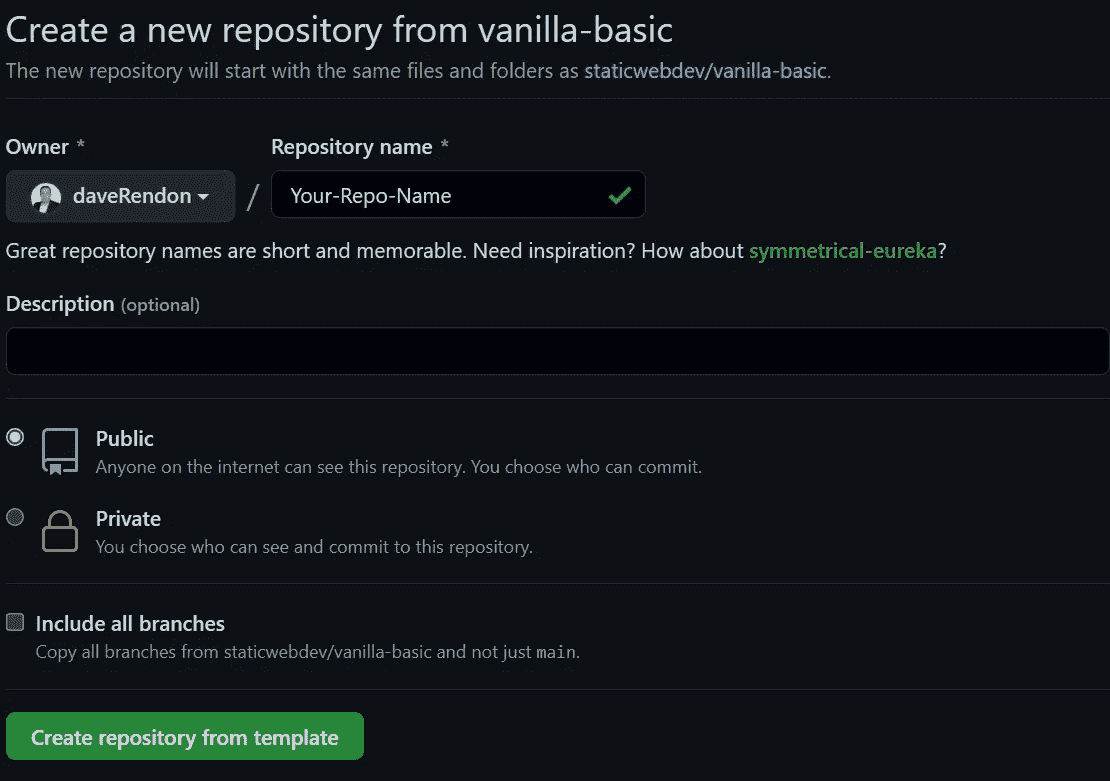 Create a new repository from vanilla-basic
The new repository will start with the same files and folders as staticwebdev/vanilla-basic.
Owner * Repository name *
daveRendon / Your-Repo-Name
Great repository names are short and memorable. Need inspiration? How about symmetrical-eureka?
Description (optional)
Public
Anyone on the internet can see this repository. You choose who can commit.
Private
You choose who can see and commit to this repository.
Include all branches
Copy all branches from staticwebdev/vanilla-basic and not just main.
Create repository from template